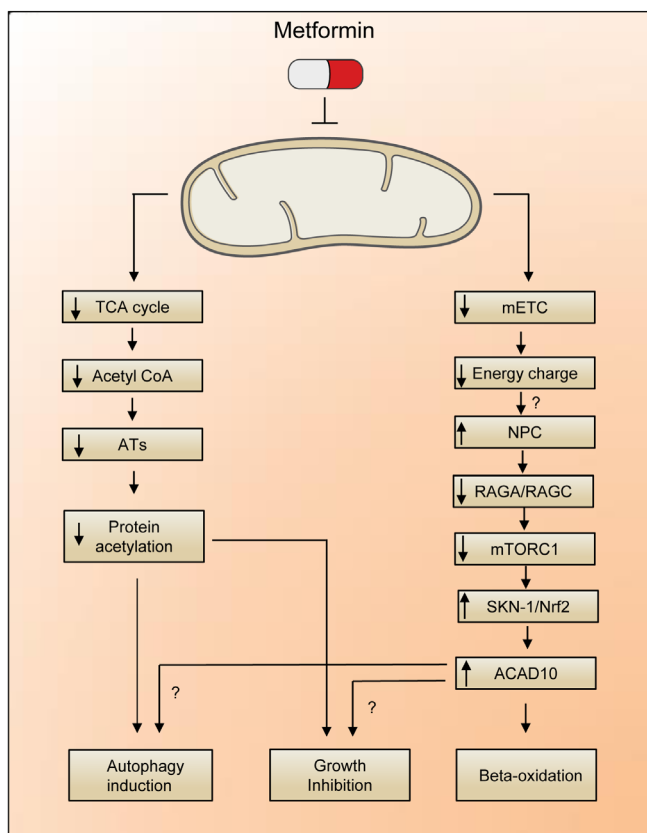 Metformin
TCA cycle
Acetyl CoA
ATs
Protein
acetylation
mETC
Energy charge
?
NPC
RAGA/RAGC
mTORC1
SKN-1/Nrf2
ACAD10
?
?
Autophagy
induction
Growth
Inhibition
Beta-oxidation